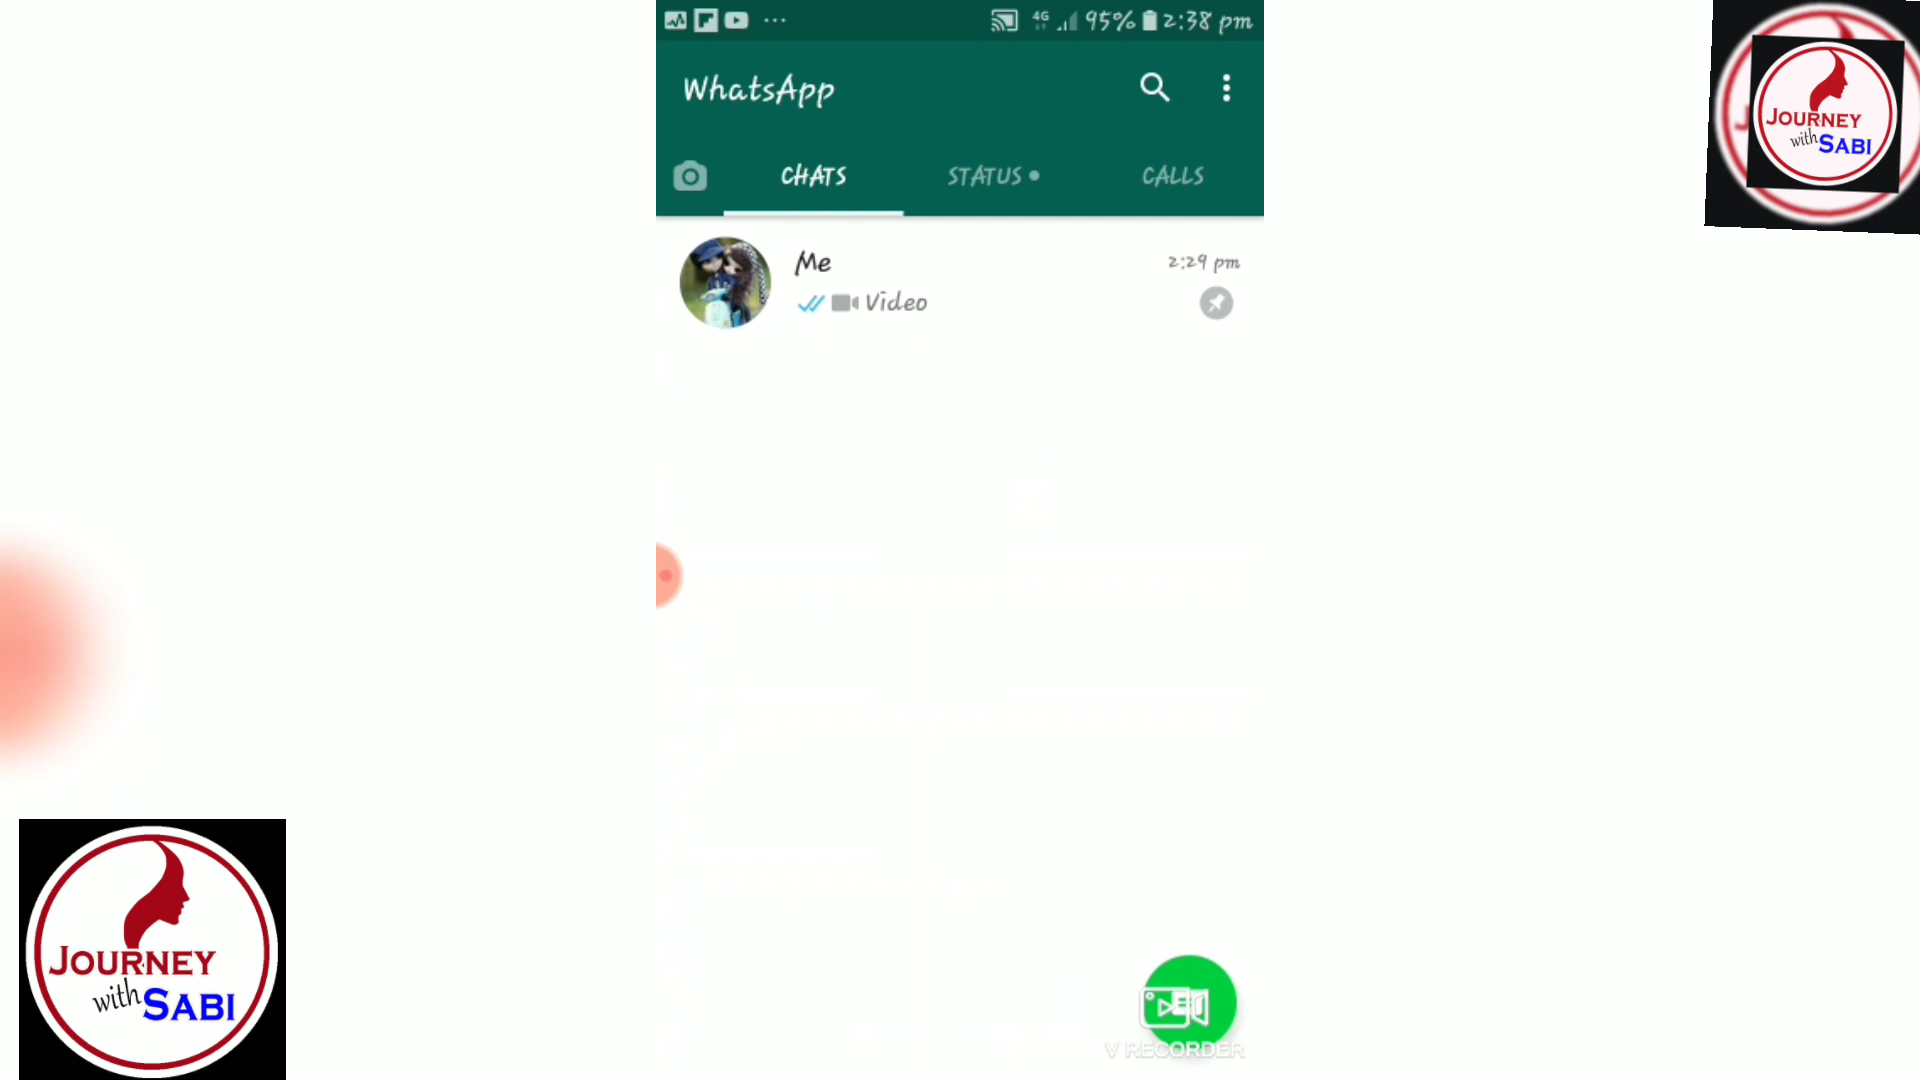 4G 95% 2:38 pm
WhatsApp
CHATS STATUS CALLS
Me 2:29 pm
Video
V RECORDER
JOURNEY
with SABI
JOURNEY
with SABI